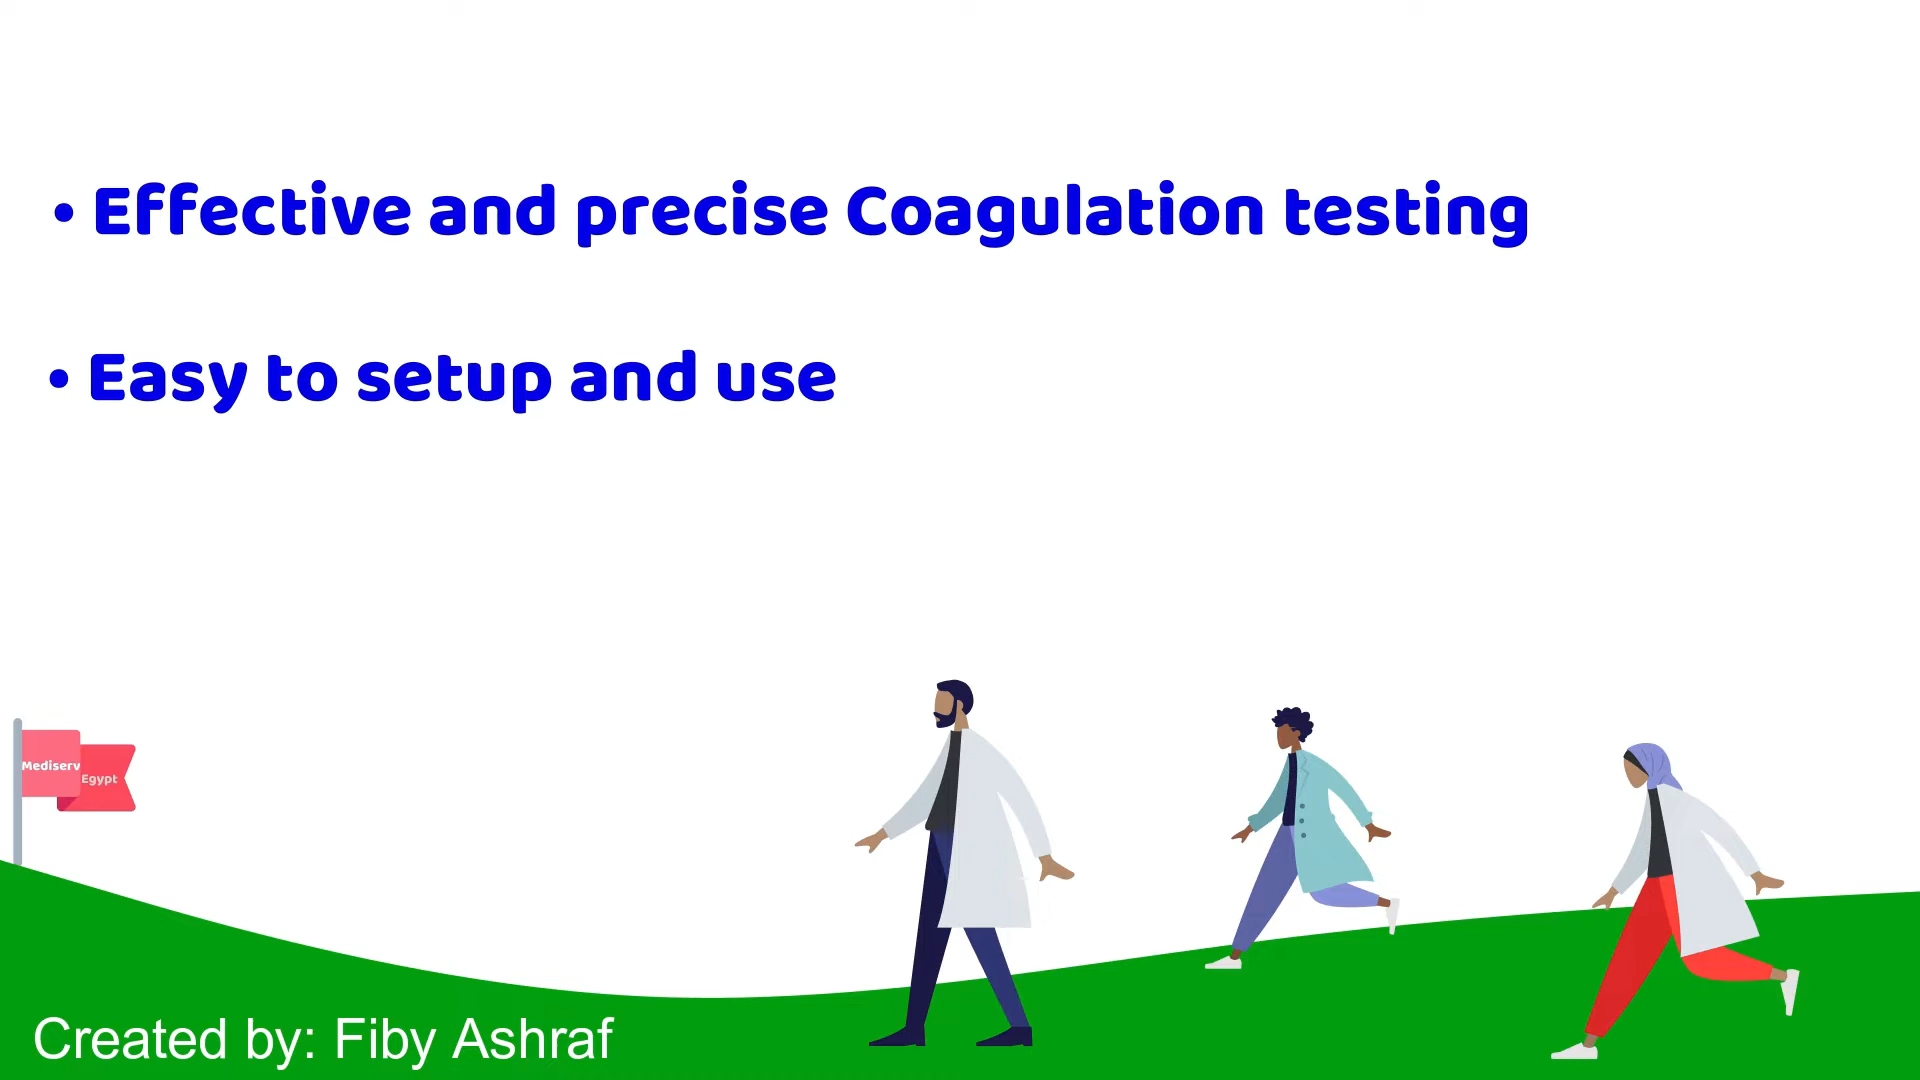 • Effective and precise Coagulation testing
• Easy to setup and use
Mediserv
Egypt
Created by: Fiby Ashraf